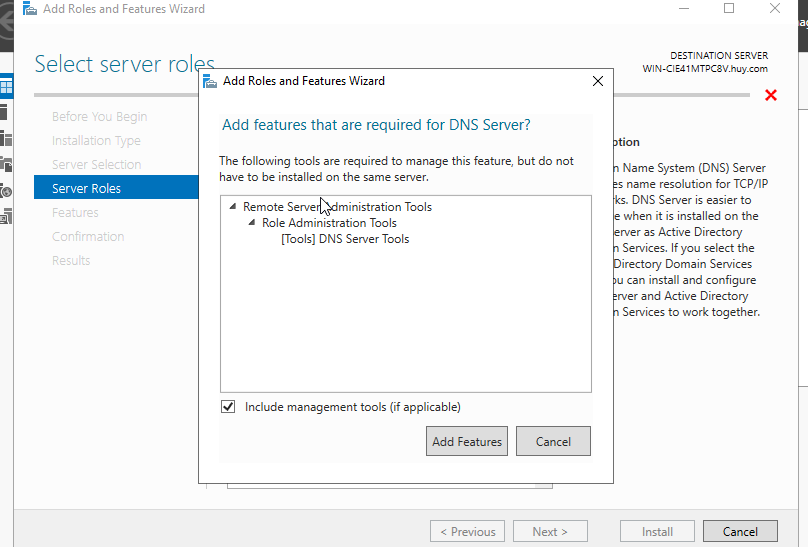 Add Roles and Features Wizard
Select server roles
DESTINATION SERVER
WIN-CIE41MTPC8V.huy.com
Before You Begin
Installation Type
Server Selection
Server Roles
Features
Confirmation
Results
Add Roles and Features Wizard
Add features that are required for DNS Server?
The following tools are required to manage this feature, but do not
have to be installed on the same server.
Remote Server Administration Tools
Role Administration Tools
[Tools] DNS Server Tools
Include management tools (if applicable)
Add Features
Cancel
Name System (DNS) Server
name resolution for TCP/IP
DNS Server is easier to
when it is installed on the
server as Active Directory
Services. If you select the
Directory Domain Services
you can install and configure
and Active Directory
Services to work together.
< Previous
Next >
Install
Cancel